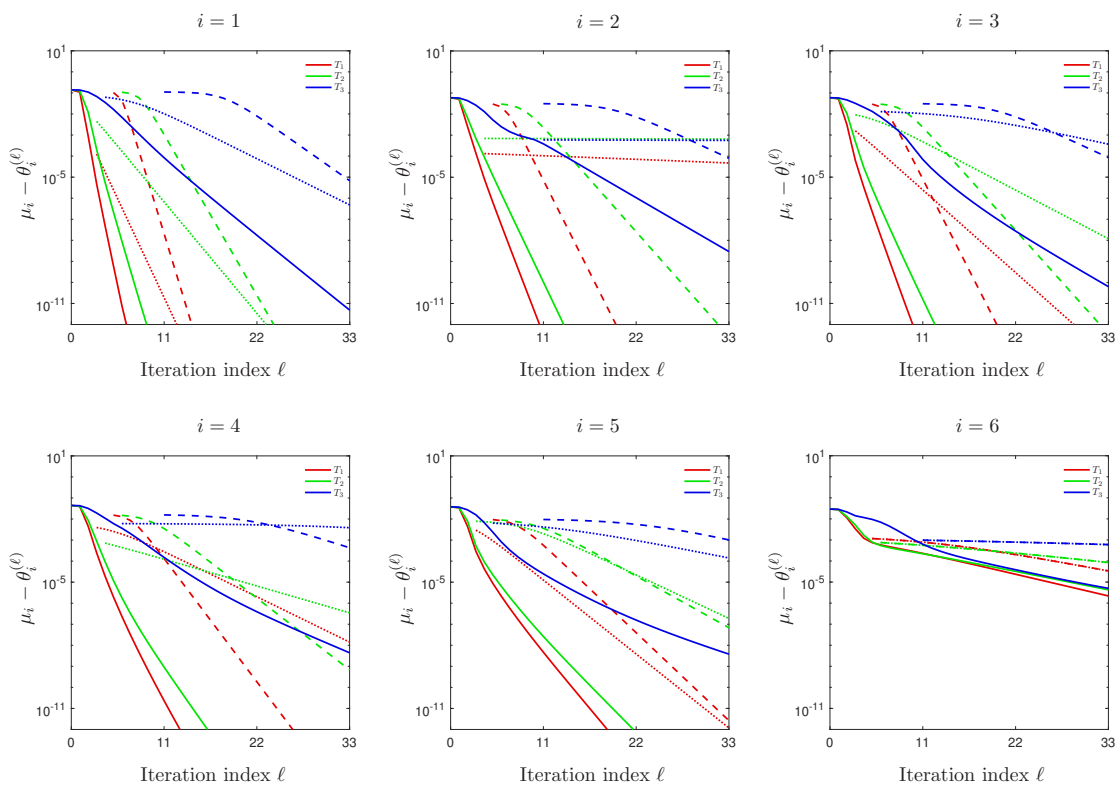 i = 1
i = 2
i = 3
10^1
10^{-5}
10^{-11}
μ_i − θ_i^{(ℓ)}
T_1
T_2
T_3
0
11
22
33
Iteration index ℓ
10^1
10^{-5}
10^{-11}
μ_i − θ_i^{(ℓ)}
T_1
T_2
T_3
0
11
22
33
Iteration index ℓ
10^1
10^{-5}
10^{-11}
μ_i − θ_i^{(ℓ)}
T_1
T_2
T_3
0
11
22
33
Iteration index ℓ
i = 4
i = 5
i = 6
10^1
10^{-5}
10^{-11}
μ_i − θ_i^{(ℓ)}
T_1
T_2
T_3
0
11
22
33
Iteration index ℓ
10^1
10^{-5}
10^{-11}
μ_i − θ_i^{(ℓ)}
T_1
T_2
T_3
0
11
22
33
Iteration index ℓ
10^1
10^{-5}
10^{-11}
μ_i − θ_i^{(ℓ)}
T_1
T_2
T_3
0
11
22
33
Iteration index ℓ